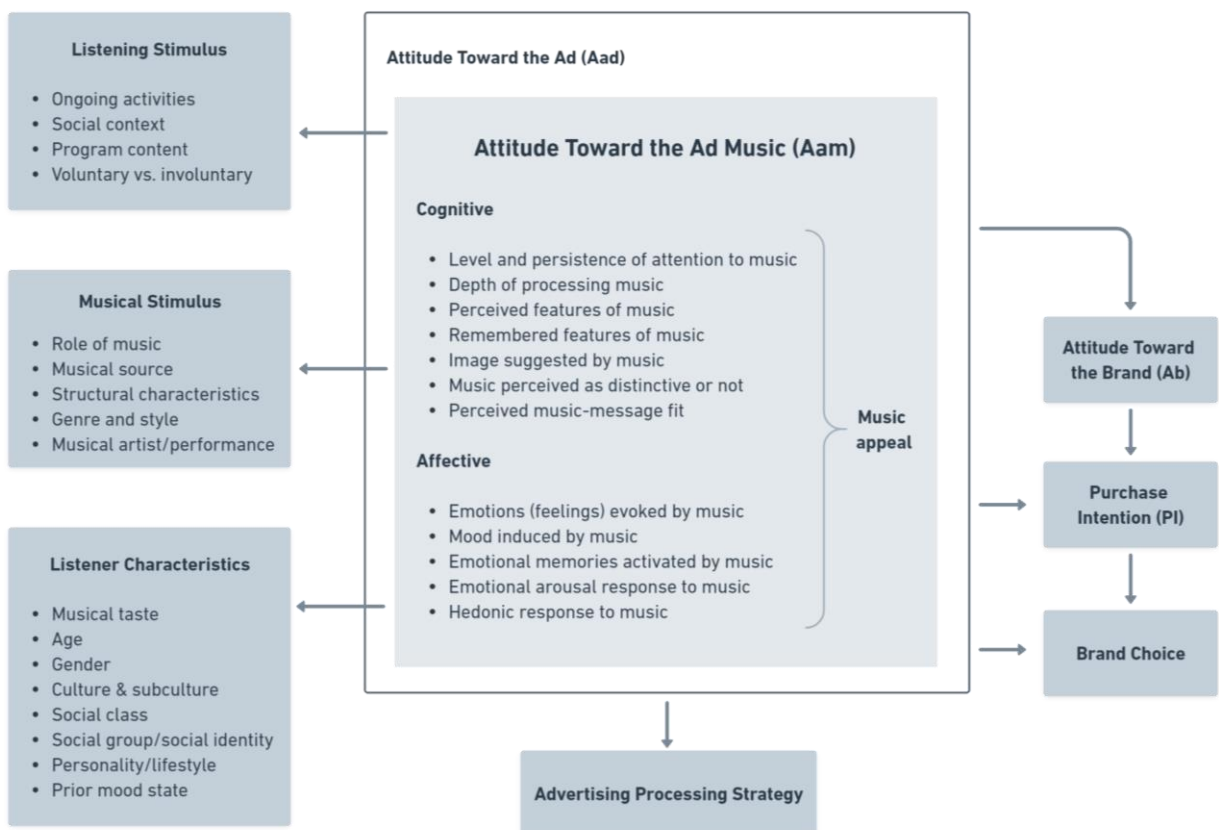 Listening Stimulus
• Ongoing activities
• Social context
• Program content
• Voluntary vs. involuntary
Musical Stimulus
• Role of music
• Musical source
• Structural characteristics
• Genre and style
• Musical artist/performance
Listener Characteristics
• Musical taste
• Age
• Gender
• Culture & subculture
• Social class
• Social group/social identity
• Personality/lifestyle
• Prior mood state
Attitude Toward the Ad (Aad)
Attitude Toward the Ad Music (Aam)
Cognitive
• Level and persistence of attention to music
• Depth of processing music
• Perceived features of music
• Remembered features of music
• Image suggested by music
• Music perceived as distinctive or not
• Perceived music-message fit
Affective
• Emotions (feelings) evoked by music
• Mood induced by music
• Emotional memories activated by music
• Emotional arousal response to music
• Hedonic response to music
Music
appeal
Attitude Toward
the Brand (Ab)
Purchase
Intention (PI)
Brand Choice
Advertising Processing Strategy